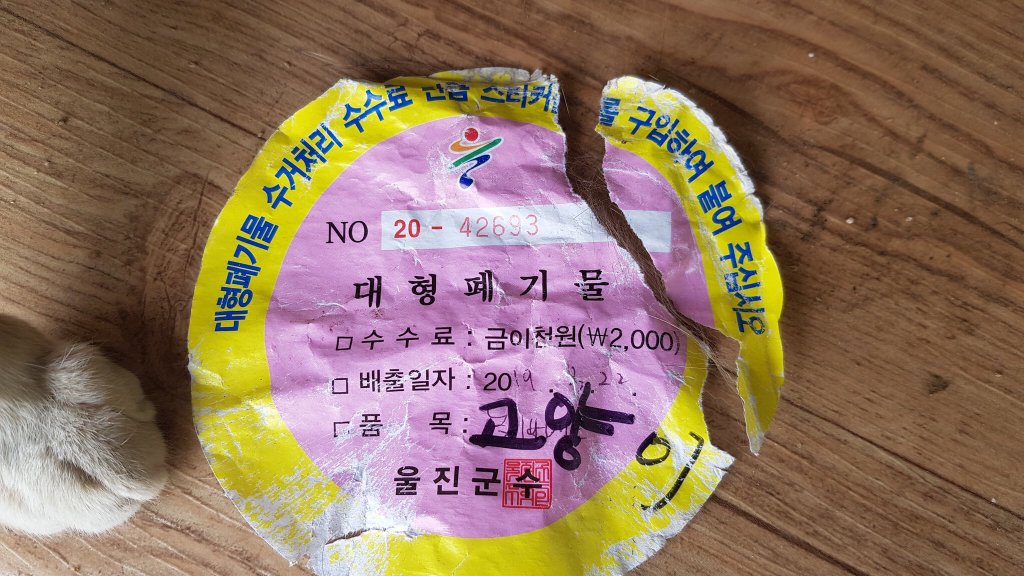 대형폐기물 수거처리 수수료 납부 스티커를 구입하여 붙여 주십시오
NO 20 - 42693
대 형 폐 기 물
□ 수 수 료 : 금이천원(₩2,000)
□ 배출일자 : 2019 . . 22 .
□ 품 목 : 고양이
울진군수